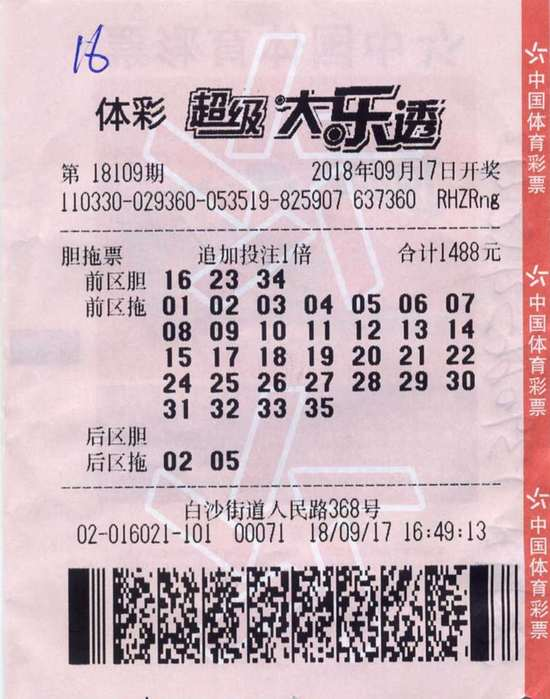 16
体彩 超级大乐透
第 18109期 2018年09月17日开奖
110330-029360-053519-825907 637360 RHZRng
胆拖票 追加投注1倍 合计1488元
前区胆 16 23 34
前区拖 01 02 03 04 05 06 07
08 09 10 11 12 13 14
15 17 18 19 20 21 22
24 25 26 27 28 29 30
31 32 33 35
后区胆
后区拖 02 05
白沙街道人民路368号
02-016021-101 00071 18/09/17 16:49:13
中国体育彩票
中国体育彩票
中国体育彩票
中国体育彩票